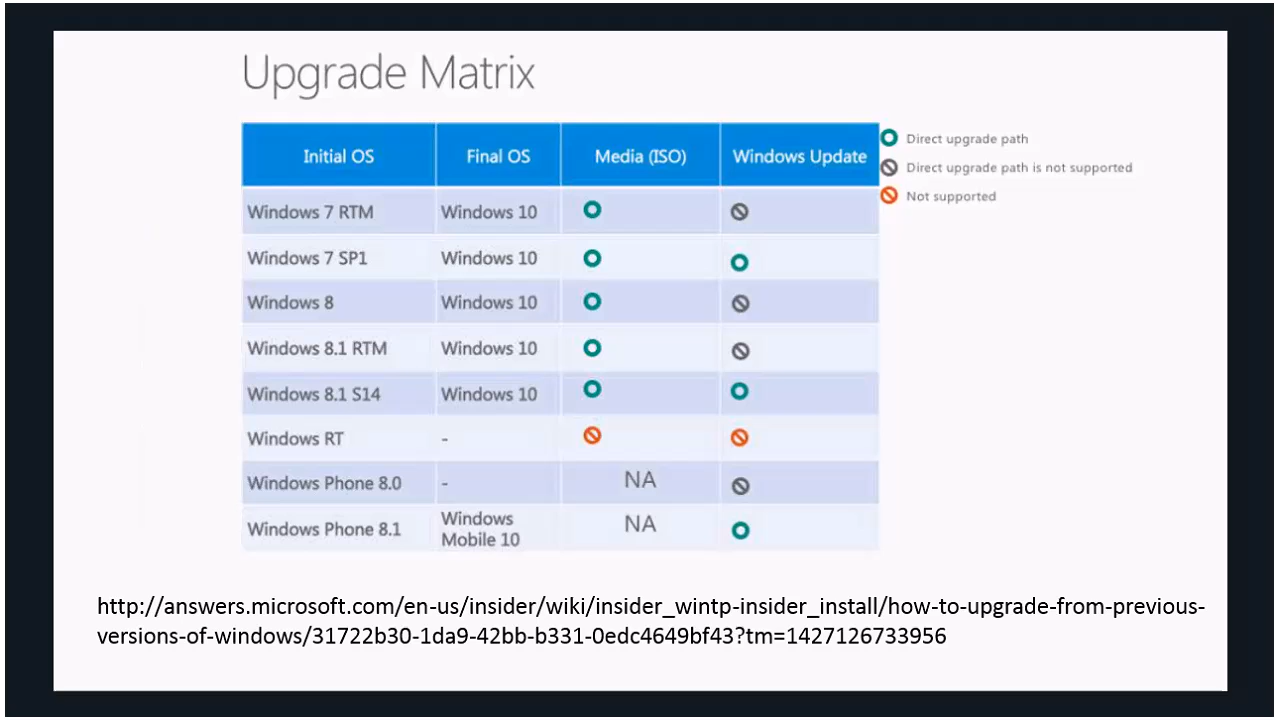 Upgrade Matrix
Initial OS Final OS Media (ISO) Windows Update
Direct upgrade path
Direct upgrade path is not supported
Not supported
Windows 7 RTM Windows 10
Windows 7 SP1 Windows 10
Windows 8 Windows 10
Windows 8.1 RTM Windows 10
Windows 8.1 S14 Windows 10
Windows RT -
Windows Phone 8.0 - NA
Windows Phone 8.1 Windows NA
Mobile 10
http://answers.microsoft.com/en-us/insider/wiki/insider_wintp-insider_install/how-to-upgrade-from-previous-
versions-of-windows/31722b30-1da9-42bb-b331-0edc4649bf43?tm=1427126733956